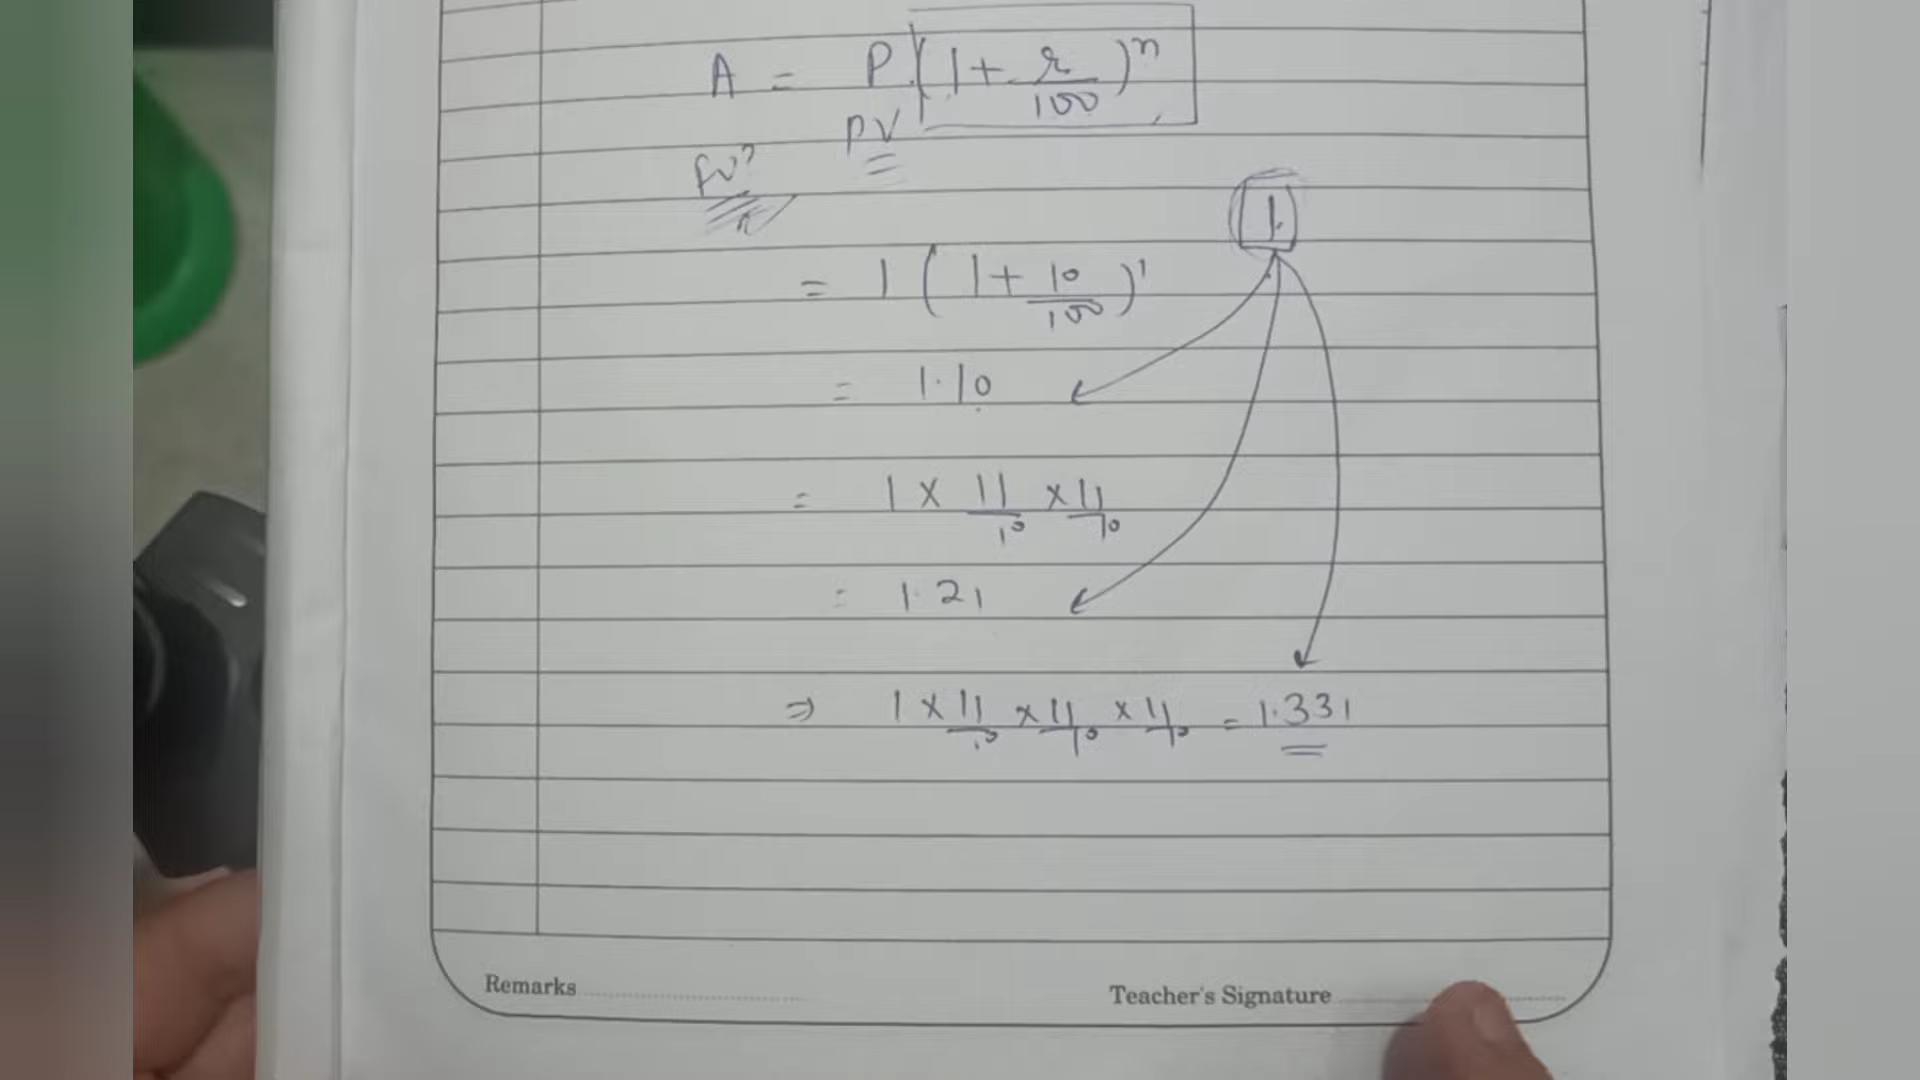 A = P(1 + r/100)^n
PV
FV?
1.
= 1(1 + 10/100)^1
= 1.10
= 1 × 11/10 × 11/10
= 1.21
⇒ 1 × 11/10 × 11/10 × 11/10 = 1.331
Remarks
Teacher's Signature